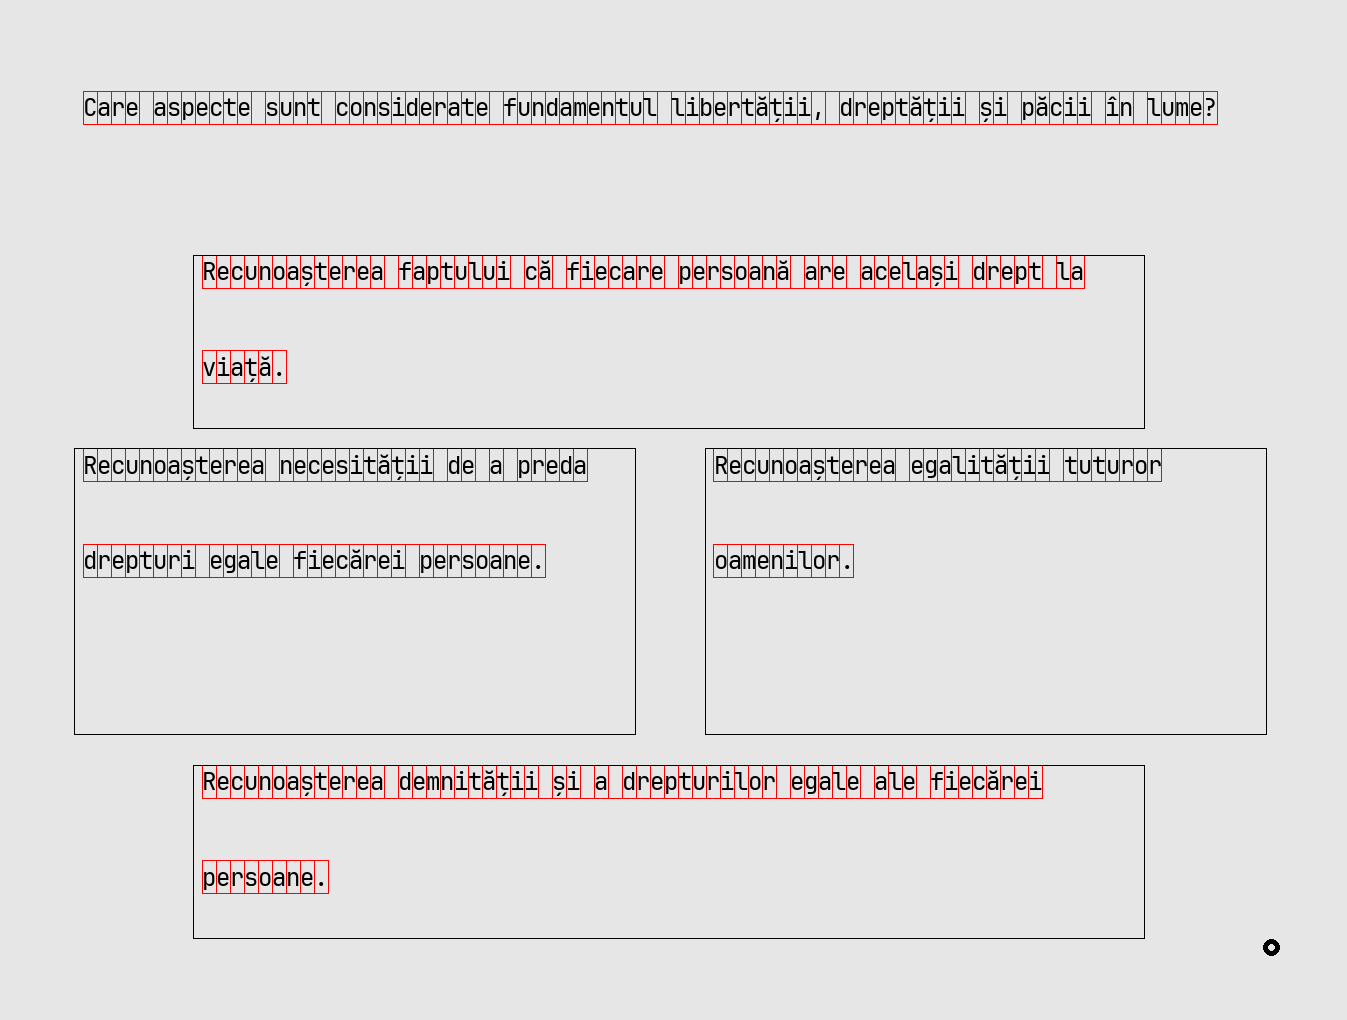 Care aspecte sunt considerate fundamentul libertății, dreptății și păcii în lume?
Recunoașterea faptului că fiecare persoană are același drept la
viață.
Recunoașterea necesității de a preda
drepturi egale fiecărei persoane.
Recunoașterea egalității tuturor
oamenilor.
Recunoașterea demnității și a drepturilor egale ale fiecărei
persoane.